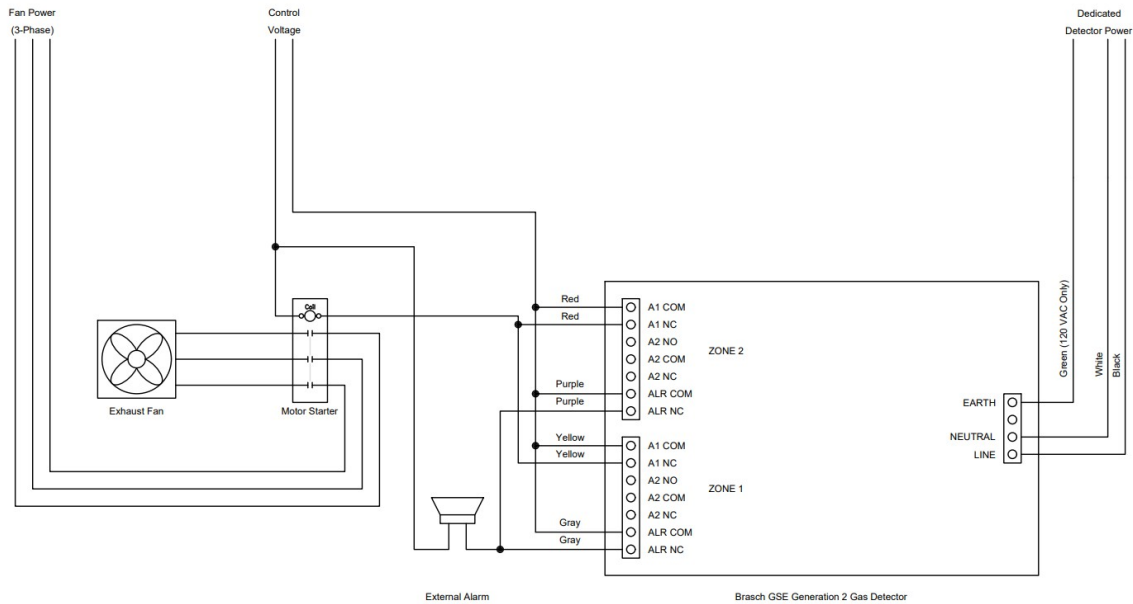 Fan Power
(3-Phase)
Control
Voltage
Dedicated
Detector Power
Green (120 VAC Only)
White
Black
Coil
Exhaust Fan
Motor Starter
Red
Red
Purple
Purple
Yellow
Yellow
Gray
Gray
A1 COM
A1 NC
A2 NO
A2 COM
A2 NC
ALR COM
ALR NC
ZONE 2
A1 COM
A1 NC
A2 NO
A2 COM
A2 NC
ALR COM
ALR NC
ZONE 1
EARTH
NEUTRAL
LINE
External Alarm
Brasch GSE Generation 2 Gas Detector